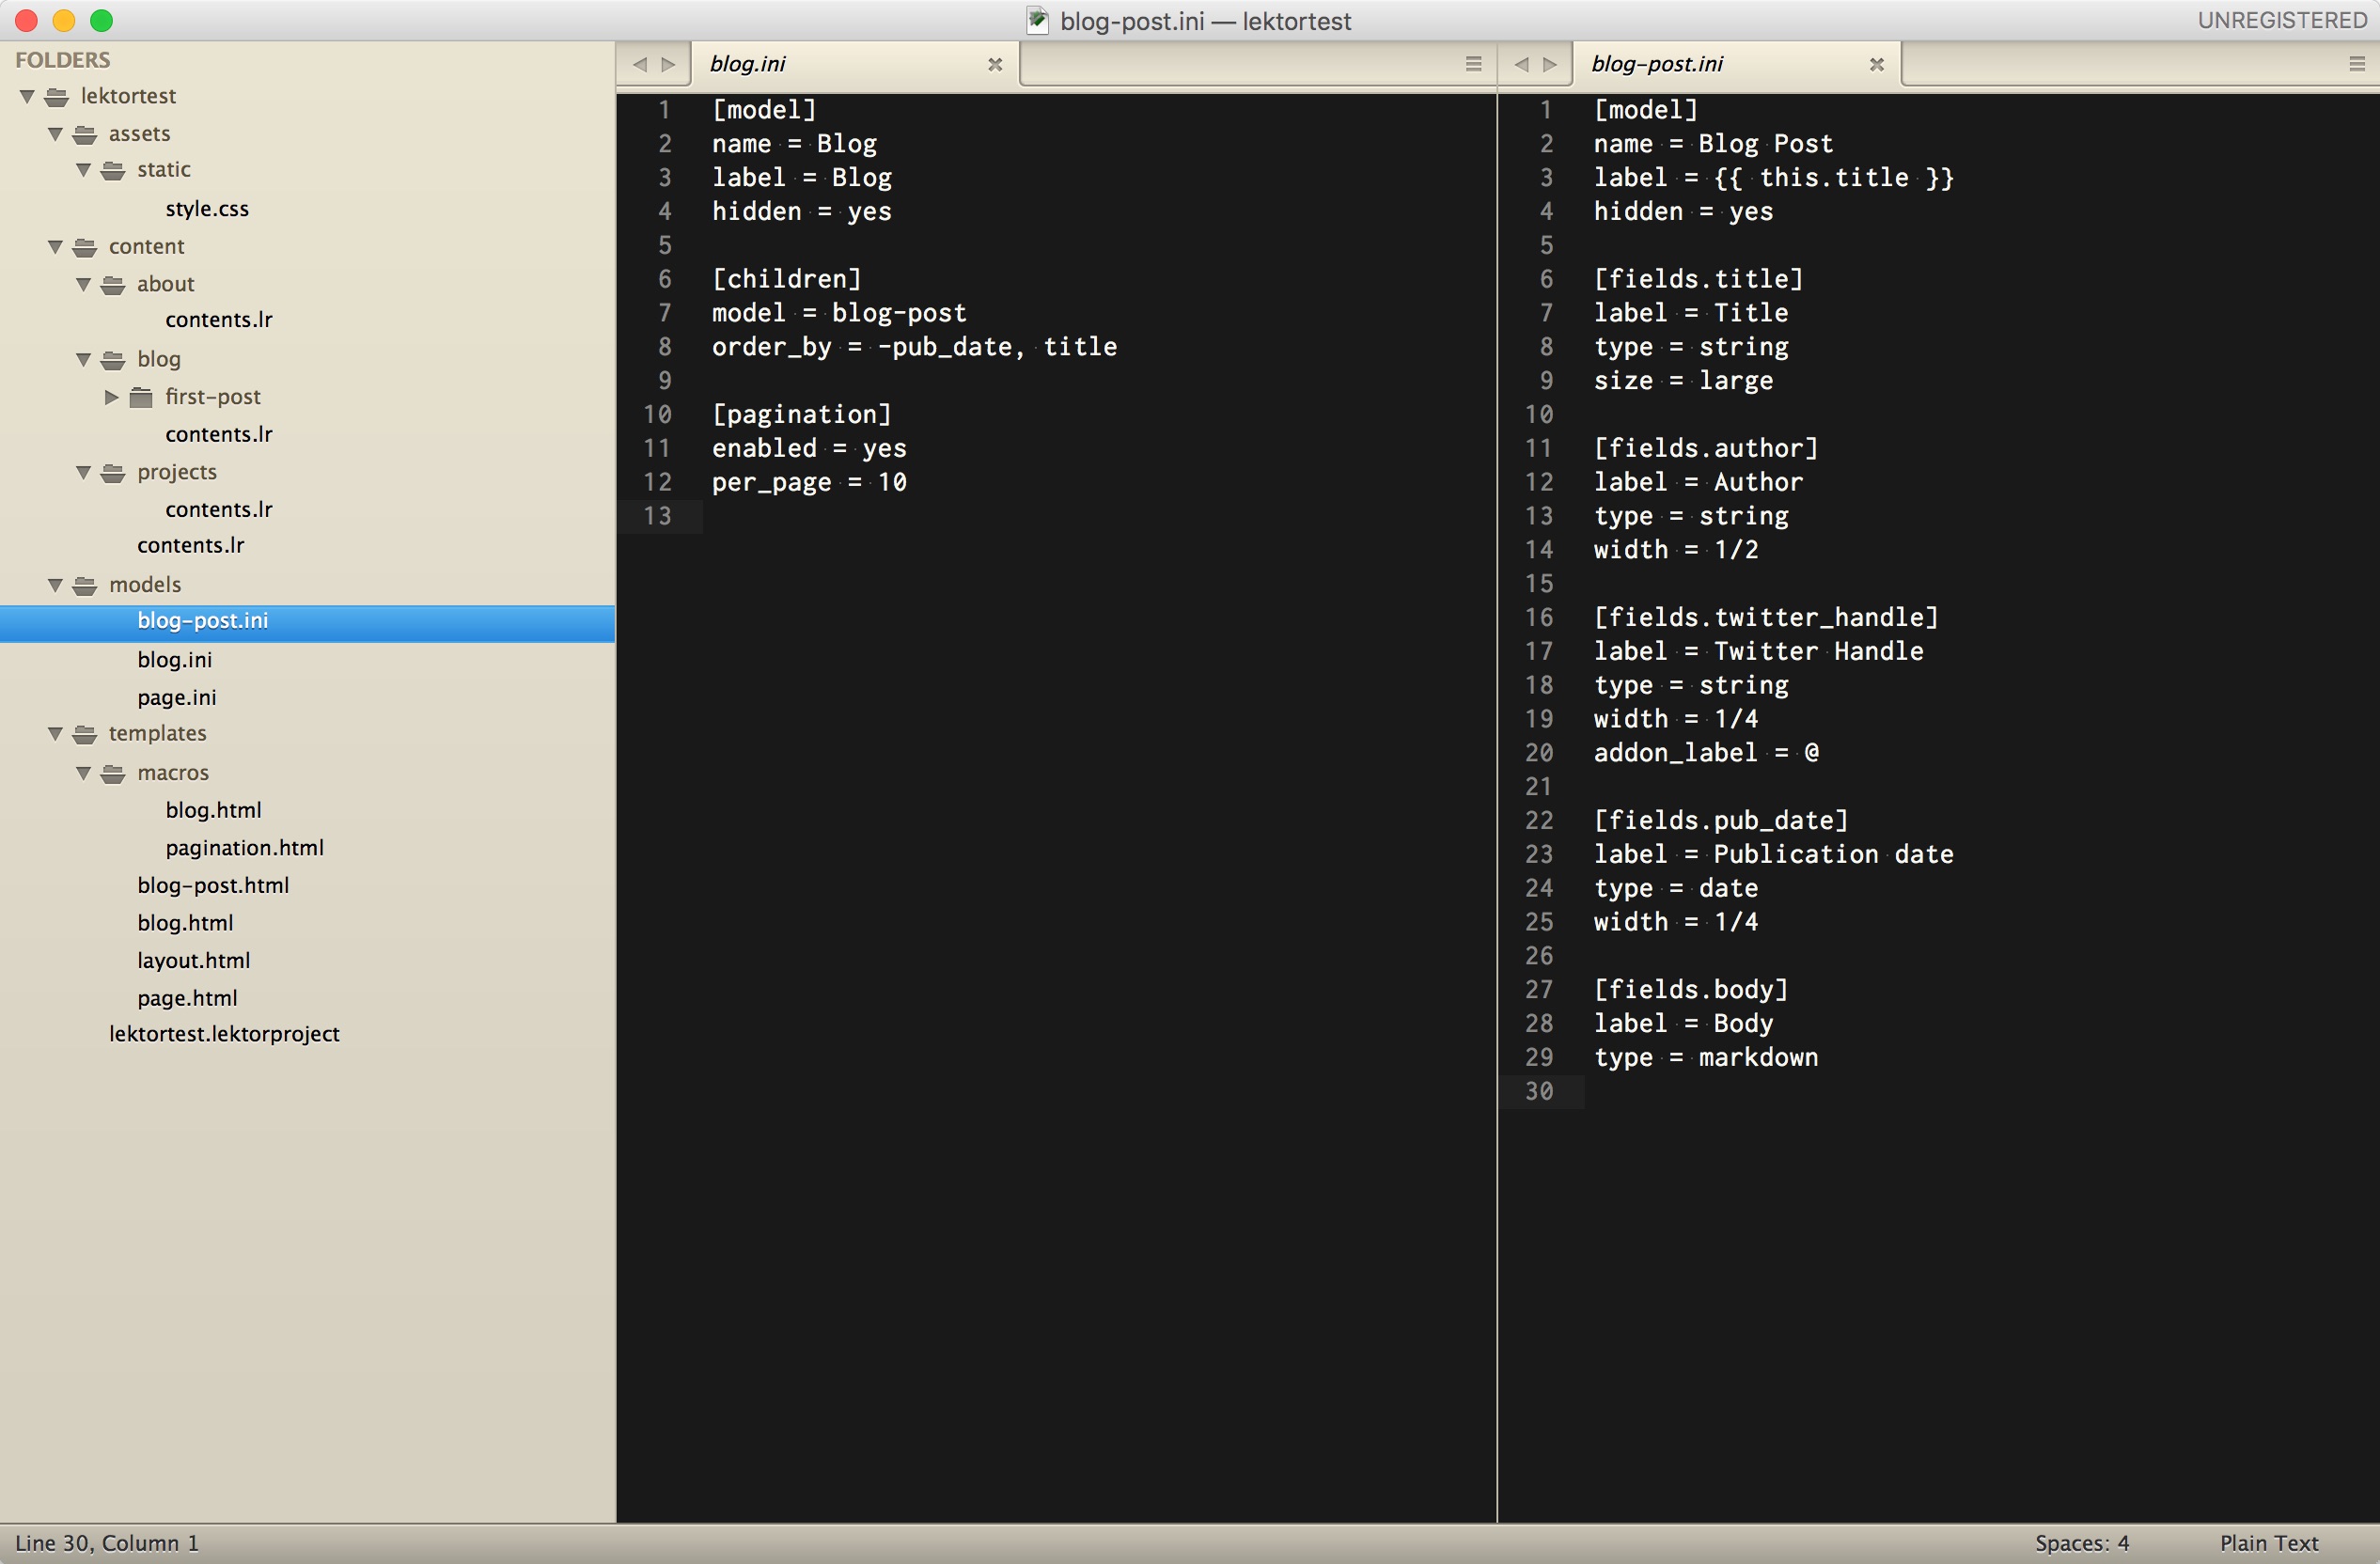 blog-post.ini — lektortest
UNREGISTERED
FOLDERS
lektortest
assets
static
style.css
content
about
contents.lr
blog
first-post
contents.lr
projects
contents.lr
contents.lr
models
blog-post.ini
blog.ini
page.ini
templates
macros
blog.html
pagination.html
blog-post.html
blog.html
layout.html
page.html
lektortest.lektorproject
blog.ini
1 [model]
2 name = Blog
3 label = Blog
4 hidden = yes
5
6 [children]
7 model = blog-post
8 order_by = -pub_date, title
9
10 [pagination]
11 enabled = yes
12 per_page = 10
13
blog-post.ini
1 [model]
2 name = Blog Post
3 label = {{ this.title }}
4 hidden = yes
5
6 [fields.title]
7 label = Title
8 type = string
9 size = large
10
11 [fields.author]
12 label = Author
13 type = string
14 width = 1/2
15
16 [fields.twitter_handle]
17 label = Twitter Handle
18 type = string
19 width = 1/4
20 addon_label = @
21
22 [fields.pub_date]
23 label = Publication date
24 type = date
25 width = 1/4
26
27 [fields.body]
28 label = Body
29 type = markdown
30
Line 30, Column 1
Spaces: 4
Plain Text